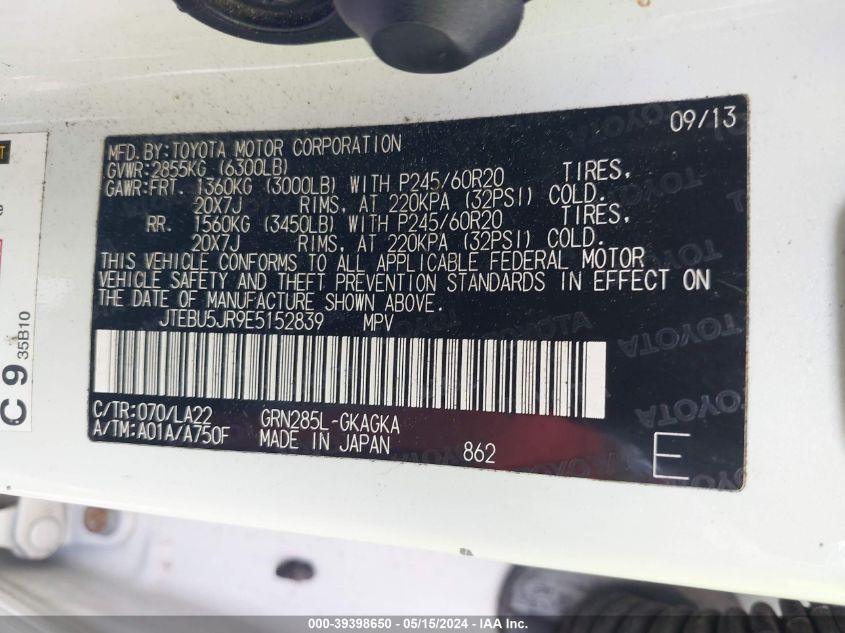 09/13
MFD.BY:TOYOTA MOTOR CORPORATION
GVWR:2855KG (6300LB)
GAWR:FRT. 1360KG (3000LB) WITH P245/60R20 TIRES,
20X7J RIMS, AT 220KPA (32PSI) COLD.
RR. 1560KG (3450LB) WITH P245/60R20 TIRES,
20X7J RIMS, AT 220KPA (32PSI) COLD.
THIS VEHICLE CONFORMS TO ALL APPLICABLE FEDERAL MOTOR
VEHICLE SAFETY AND THEFT PREVENTION STANDARDS IN EFFECT ON
THE DATE OF MANUFACTURE SHOWN ABOVE.
JTEBU5JR9E5152839 MPV
C/TR:070/LA22 GRN285L-GKAGKA
A/TM:A01A/A750F MADE IN JAPAN 862 E
C 9 35B10
TOYOTA
000-39398650 - 05/15/2024 - IAA Inc.